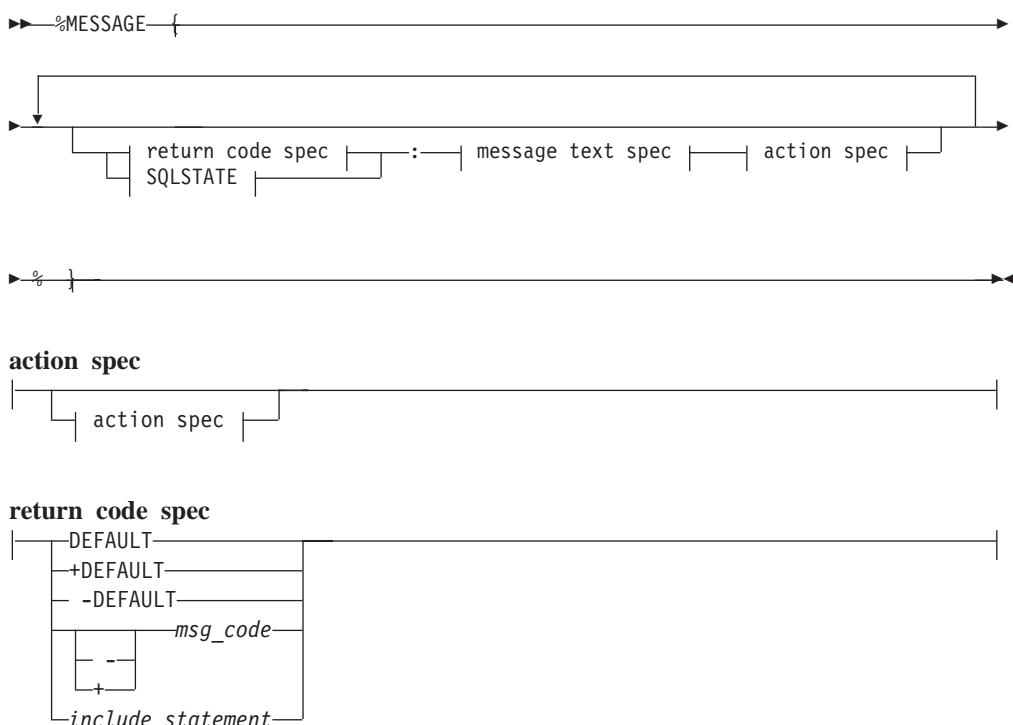 %MESSAGE {
return code spec : message text spec action spec
SQLSTATE
% }
action spec
action spec
return code spec
DEFAULT
+DEFAULT
-DEFAULT
msg_code
-
+
include statement